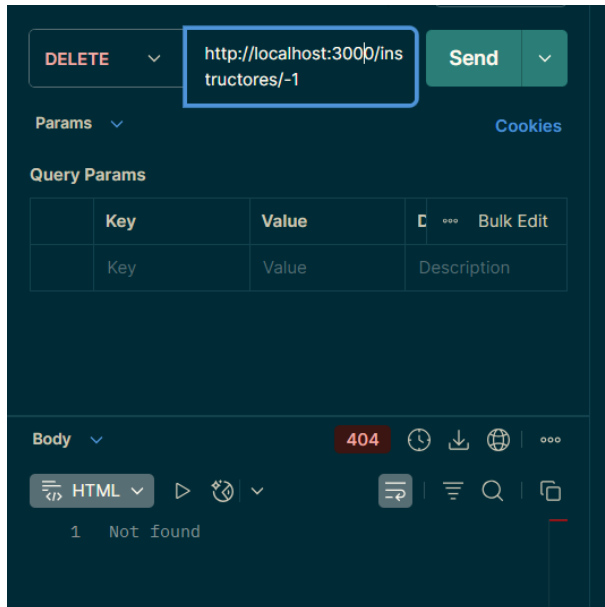 DELETE
http://localhost:3000/ins
tructores/-1
Send
Params
Cookies
Query Params
Key Value D Bulk Edit
Key Value Description
Body
404
HTML
1 Not found